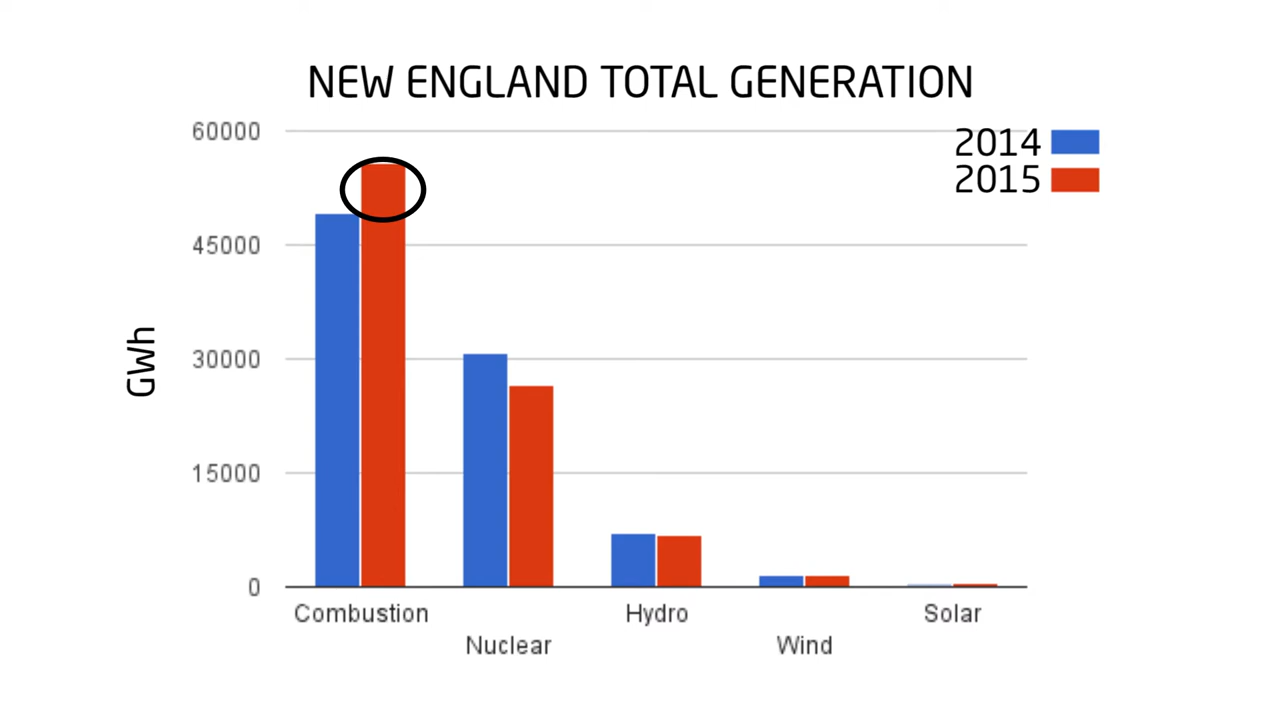 NEW ENGLAND TOTAL GENERATION
60000
2014
2015
45000
GWh
30000
15000
0
Combustion
Nuclear
Hydro
Wind
Solar